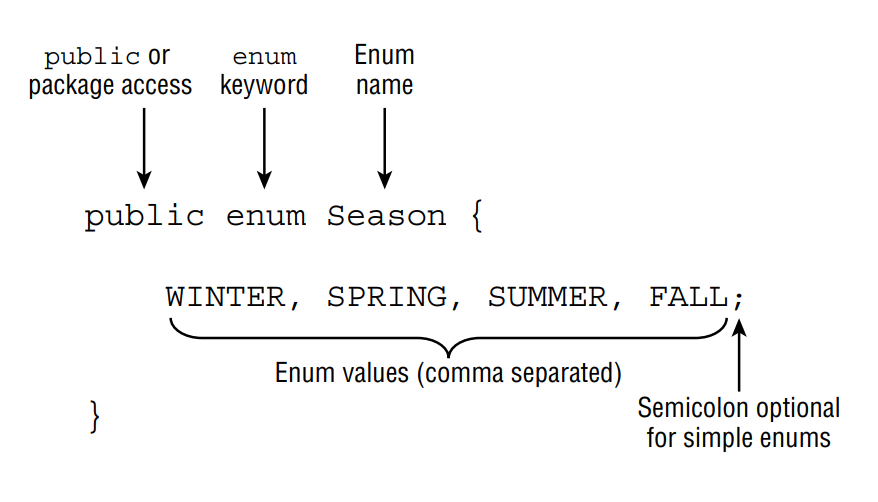 public or
package access
enum
keyword
Enum
name
public enum Season {
WINTER, SPRING, SUMMER, FALL;
Enum values (comma separated)
Semicolon optional
for simple enums
}